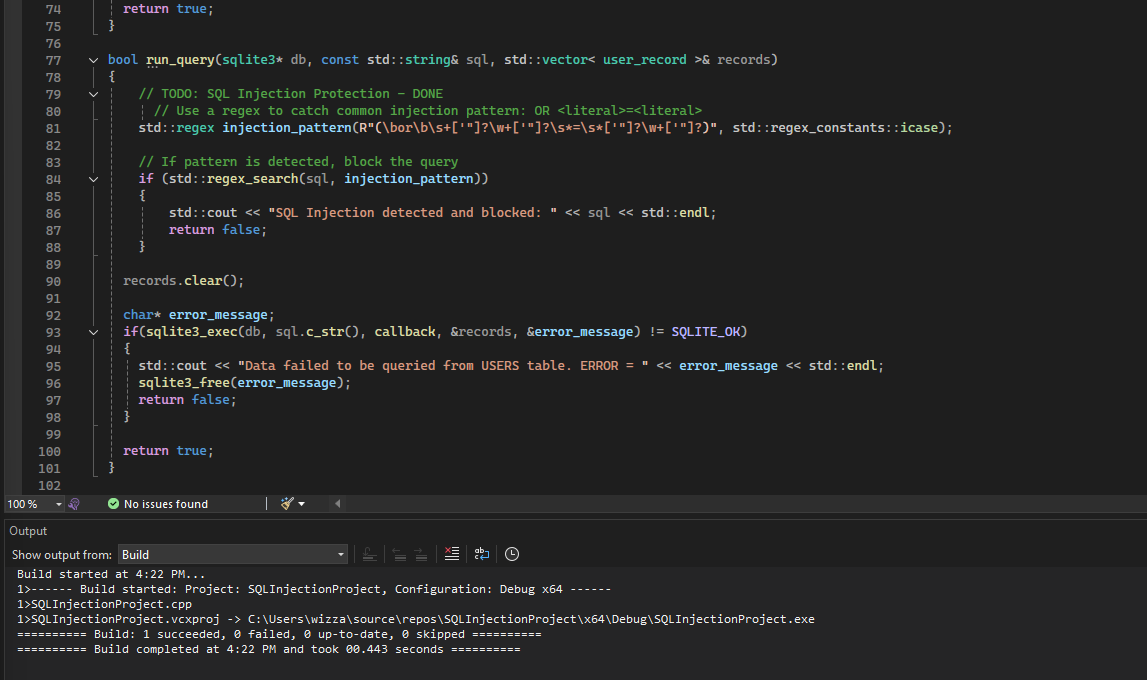 74 return true;
75 }
76
77 bool run_query(sqlite3* db, const std::string& sql, std::vector< user_record >& records)
78 {
79 // TODO: SQL Injection Protection - DONE
80 // Use a regex to catch common injection pattern: OR <literal>=<literal>
81 std::regex injection_pattern(R"(\bor\b\s+['"]?\w+['"]?\s*=\s*['"]?\w+['"]?)", std::regex_constants::icase);
82
83 // If pattern is detected, block the query
84 if (std::regex_search(sql, injection_pattern))
85 {
86 std::cout << "SQL Injection detected and blocked: " << sql << std::endl;
87 return false;
88 }
89
90 records.clear();
91
92 char* error_message;
93 if(sqlite3_exec(db, sql.c_str(), callback, &records, &error_message) != SQLITE_OK)
94 {
95 std::cout << "Data failed to be queried from USERS table. ERROR = " << error_message << std::endl;
96 sqlite3_free(error_message);
97 return false;
98 }
99
100 return true;
101 }
102
100 % No issues found
Output
Show output from: Build
Build started at 4:22 PM...
1>------ Build started: Project: SQLInjectionProject, Configuration: Debug x64 ------
1>SQLInjectionProject.cpp
1>SQLInjectionProject.vcxproj -> C:\Users\wizza\source\repos\SQLInjectionProject\x64\Debug\SQLInjectionProject.exe
========== Build: 1 succeeded, 0 failed, 0 up-to-date, 0 skipped ==========
========== Build completed at 4:22 PM and took 00.443 seconds ==========